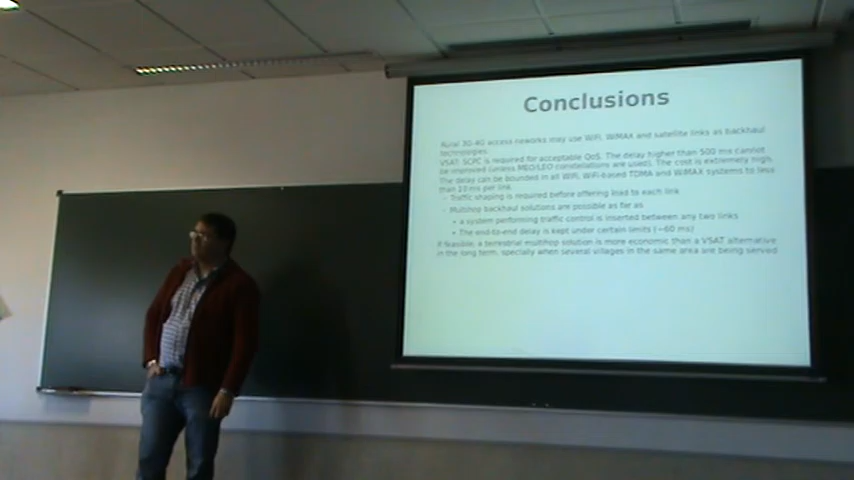 Conclusions
Rural 3G-4G access neworks may use WiFi, WiMAX and satellite links as backhaul
technologies:
VSAT: SCPC is required for acceptable QoS. The delay higher than 500 ms cannot
be improved (unless MEO/LEO constellations are used). The cost is extremely high.
The delay can be bounded in all WiFi, WiFi-based TDMA and WiMAX systems to less
than 10 ms per link
– Traffic shaping is required before offering load to each link
– Multihop backhaul solutions are possible as far as
• a system performing traffic control is inserted between any two links
• The end-to-end delay is kept under certain limits (~60 ms)
If feasible, a terrestrial multihop solution is more economic than a VSAT alternative
in the long term, specially when several villages in the same area are being served